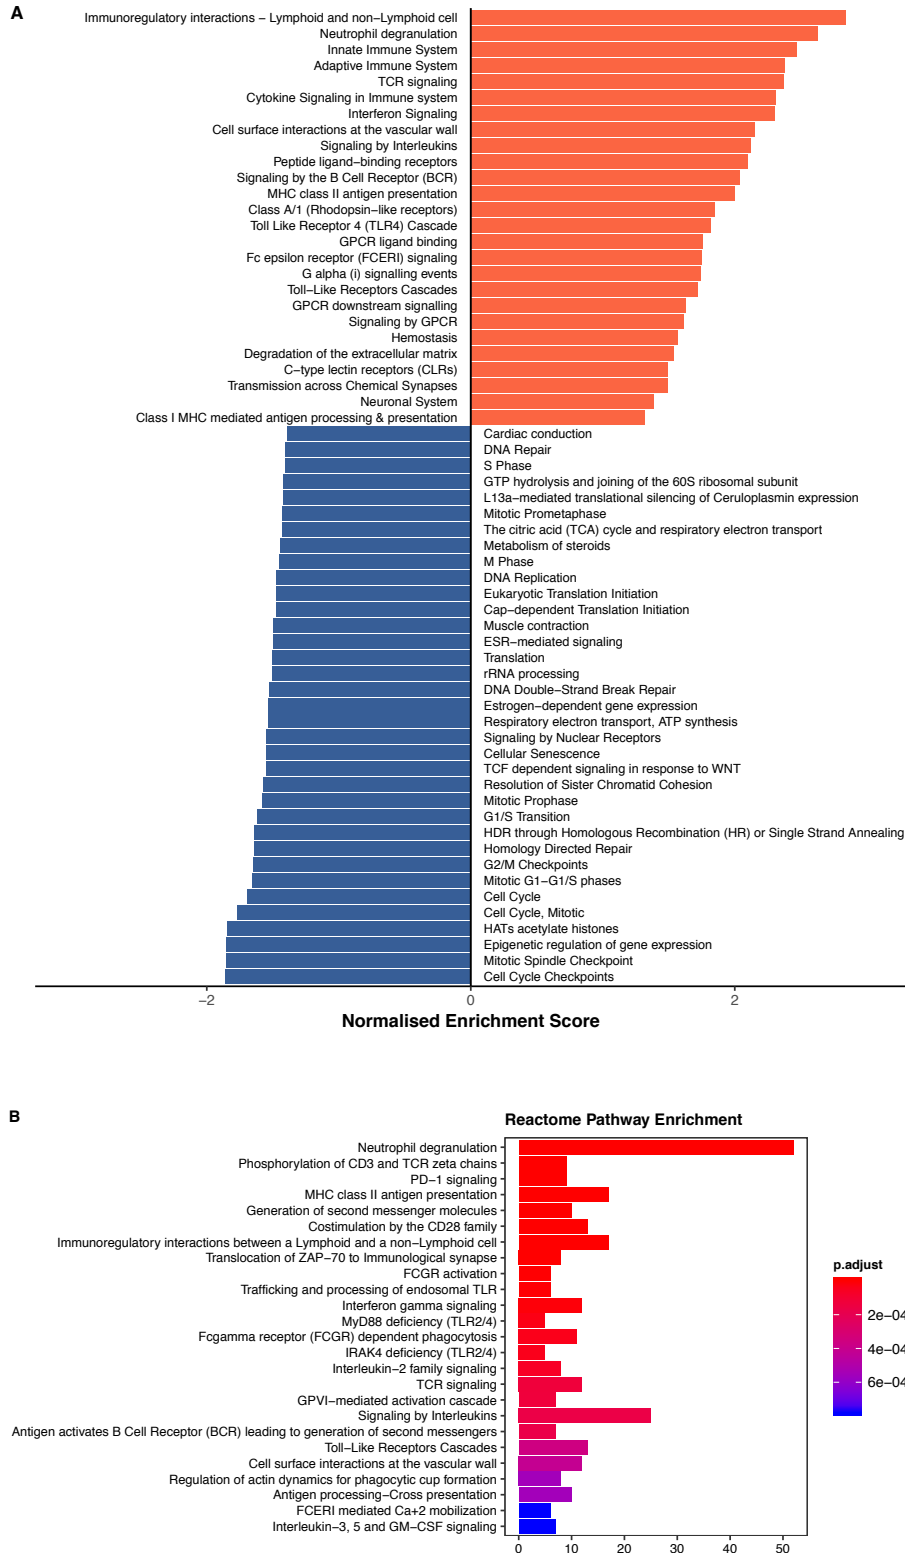 A
Immunoregulatory interactions − Lymphoid and non−Lymphoid cell
Neutrophil degranulation
Innate Immune System
Adaptive Immune System
TCR signaling
Cytokine Signaling in Immune system
Interferon Signaling
Cell surface interactions at the vascular wall
Signaling by Interleukins
Peptide ligand−binding receptors
Signaling by the B Cell Receptor (BCR)
MHC class II antigen presentation
Class A/1 (Rhodopsin−like receptors)
Toll Like Receptor 4 (TLR4) Cascade
GPCR ligand binding
Fc epsilon receptor (FCERI) signaling
G alpha (i) signalling events
Toll−Like Receptors Cascades
GPCR downstream signalling
Signaling by GPCR
Hemostasis
Degradation of the extracellular matrix
C−type lectin receptors (CLRs)
Transmission across Chemical Synapses
Neuronal System
Class I MHC mediated antigen processing & presentation
Cardiac conduction
DNA Repair
S Phase
GTP hydrolysis and joining of the 60S ribosomal subunit
L13a−mediated translational silencing of Ceruloplasmin expression
Mitotic Prometaphase
The citric acid (TCA) cycle and respiratory electron transport
Metabolism of steroids
M Phase
DNA Replication
Eukaryotic Translation Initiation
Cap−dependent Translation Initiation
Muscle contraction
ESR−mediated signaling
Translation
rRNA processing
DNA Double−Strand Break Repair
Estrogen−dependent gene expression
Respiratory electron transport, ATP synthesis
Signaling by Nuclear Receptors
Cellular Senescence
TCF dependent signaling in response to WNT
Resolution of Sister Chromatid Cohesion
Mitotic Prophase
G1/S Transition
HDR through Homologous Recombination (HR) or Single Strand Annealing
Homology Directed Repair
G2/M Checkpoints
Mitotic G1−G1/S phases
Cell Cycle
Cell Cycle, Mitotic
HATs acetylate histones
Epigenetic regulation of gene expression
Mitotic Spindle Checkpoint
Cell Cycle Checkpoints
−2 0 2
Normalised Enrichment Score
B
Reactome Pathway Enrichment
Neutrophil degranulation
Phosphorylation of CD3 and TCR zeta chains
PD−1 signaling
MHC class II antigen presentation
Generation of second messenger molecules
Costimulation by the CD28 family
Immunoregulatory interactions between a Lymphoid and a non−Lymphoid cell
Translocation of ZAP−70 to Immunological synapse
FCGR activation
Trafficking and processing of endosomal TLR
Interferon gamma signaling
MyD88 deficiency (TLR2/4)
Fcgamma receptor (FCGR) dependent phagocytosis
IRAK4 deficiency (TLR2/4)
Interleukin−2 family signaling
TCR signaling
GPVI−mediated activation cascade
Signaling by Interleukins
Antigen activates B Cell Receptor (BCR) leading to generation of second messengers
Toll−Like Receptors Cascades
Cell surface interactions at the vascular wall
Regulation of actin dynamics for phagocytic cup formation
Antigen processing−Cross presentation
FCERI mediated Ca+2 mobilization
Interleukin−3, 5 and GM−CSF signaling
0 10 20 30 40 50
p.adjust
2e−04
4e−04
6e−04